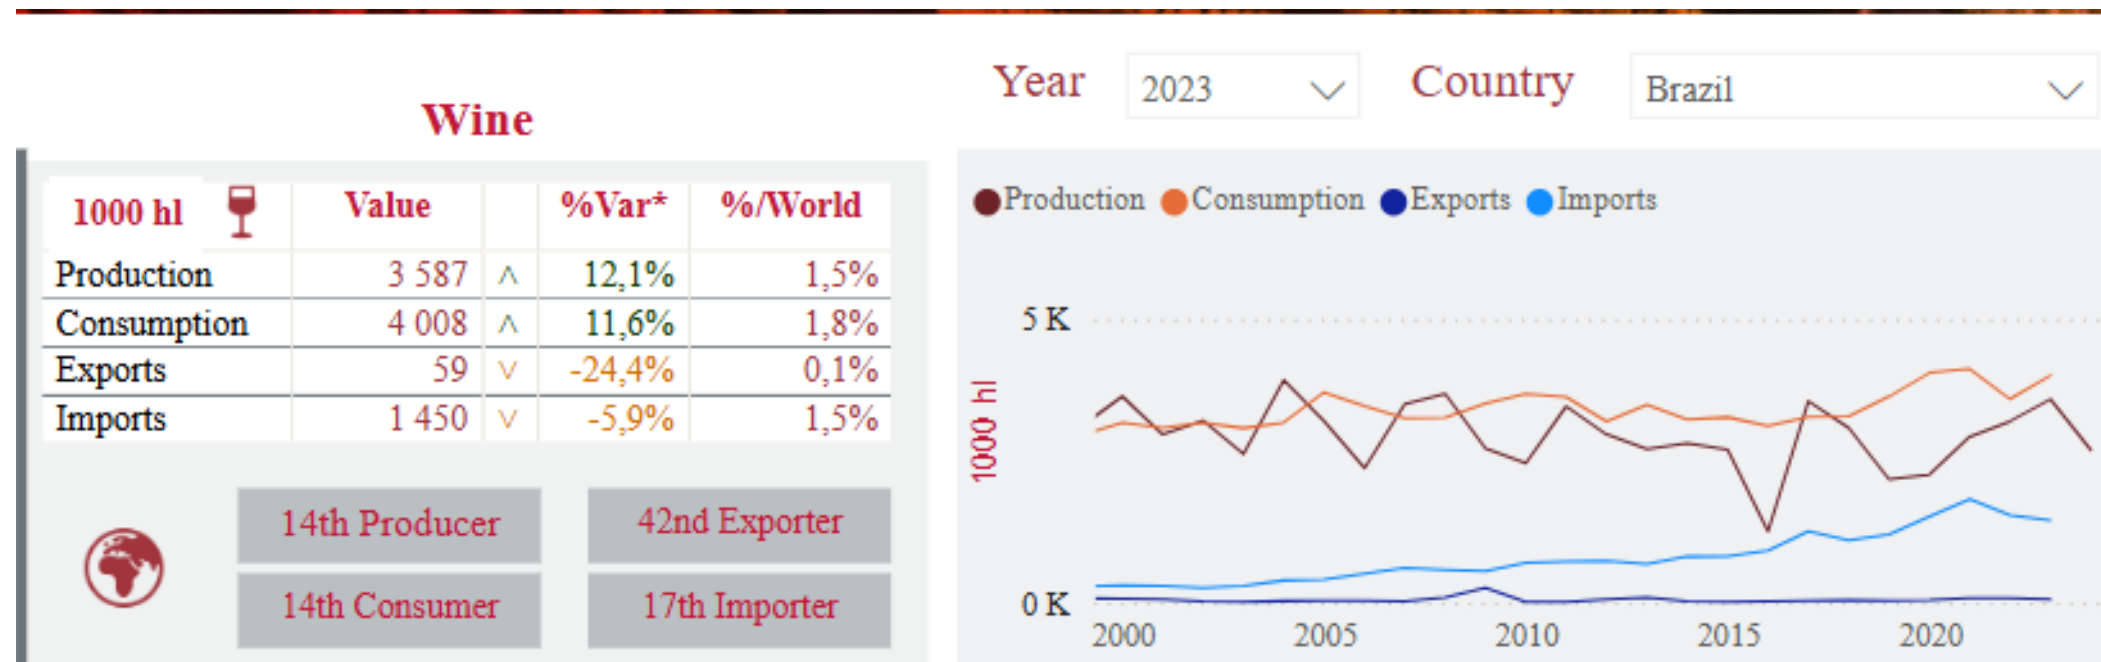 Year 2023 Country Brazil
Wine
1000 hl Value %Var* %/World
Production 3 587 ˄ 12,1% 1,5%
Consumption 4 008 ˄ 11,6% 1,8%
Exports 59 ˅ -24,4% 0,1%
Imports 1 450 ˅ -5,9% 1,5%
14th Producer 42nd Exporter
14th Consumer 17th Importer
Production Consumption Exports Imports
5 K
1000 hl
0 K
2000 2005 2010 2015 2020